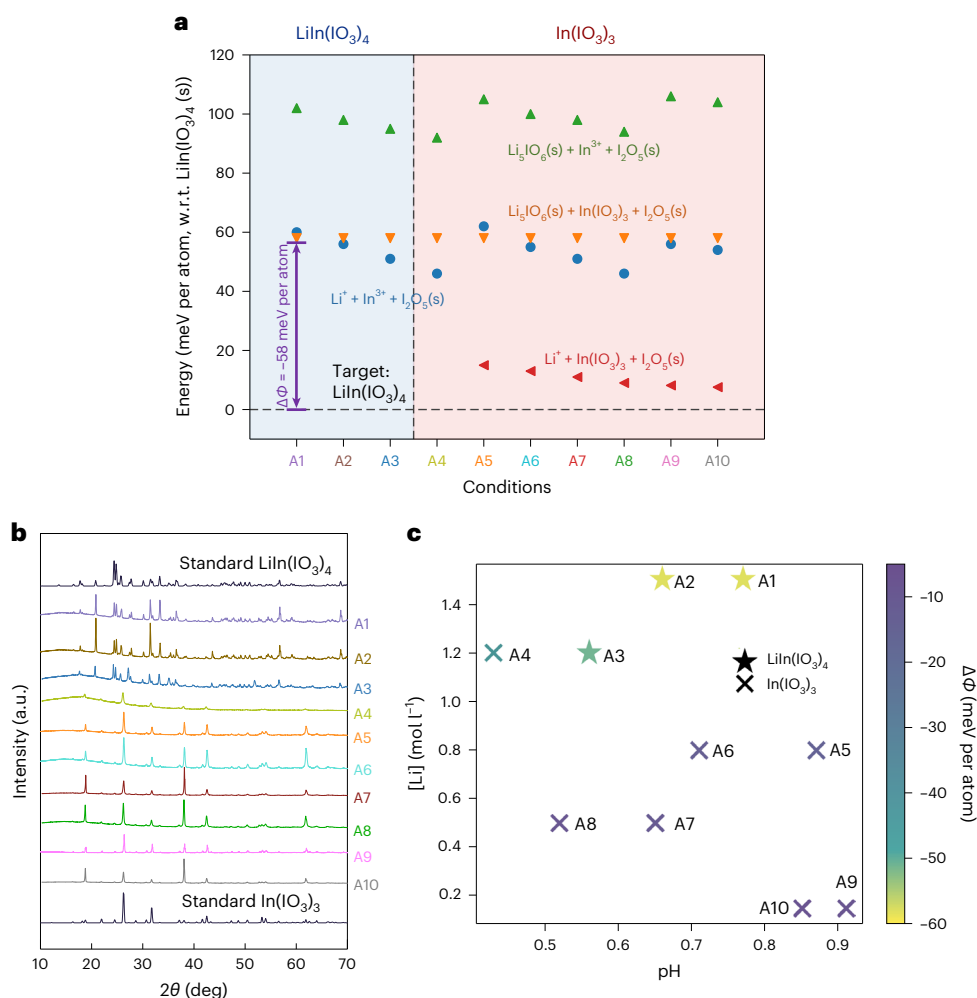 a
LiIn(IO3)4
In(IO3)3
Energy (meV per atom, w.r.t. LiIn(IO3)4 (s))
120
100
80
60
40
20
0
Li5IO6(s) + In3+ + I2O5(s)
Li5IO6(s) + In(IO3)3 + I2O5(s)
Li+ + In3+ + I2O5(s)
Li+ + In(IO3)3 + I2O5(s)
ΔΦ = −58 meV per atom
Target:
LiIn(IO3)4
A1 A2 A3 A4 A5 A6 A7 A8 A9 A10
Conditions
b
Intensity (a.u.)
Standard LiIn(IO3)4
A1
A2
A3
A4
A5
A6
A7
A8
A9
A10
Standard In(IO3)3
10 20 30 40 50 60 70
2θ (deg)
c
[Li] (mol l−1)
1.4
1.2
1.0
0.8
0.6
0.4
0.2
A2
A1
A4
A3
LiIn(IO3)4
In(IO3)3
A6
A5
A8
A7
A9
A10
0.5 0.6 0.7 0.8 0.9
pH
−10
−20
−30
−40
−50
−60
ΔΦ (meV per atom)